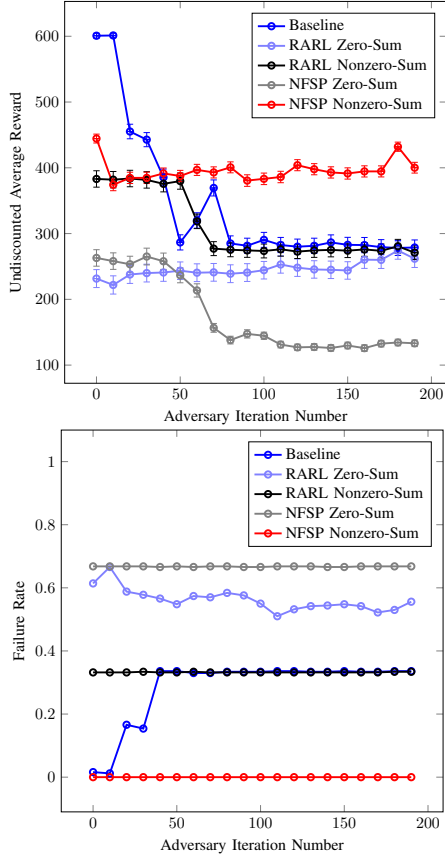 600
500
400
300
200
100
0
50
100
150
200
Undiscounted Average Reward
Adversary Iteration Number
Baseline
RARL Zero-Sum
RARL Nonzero-Sum
NFSP Zero-Sum
NFSP Nonzero-Sum
1
0.8
0.6
0.4
0.2
0
0
50
100
150
200
Failure Rate
Adversary Iteration Number
Baseline
RARL Zero-Sum
RARL Nonzero-Sum
NFSP Zero-Sum
NFSP Nonzero-Sum